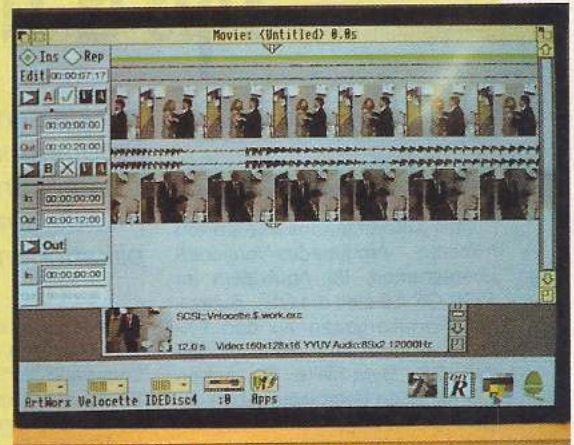 Movie: <Untitled> 0.0s
Ins Rep
Edit 00:00:07.17
A
In 00:00:00:00
Out 00:00:20:00
B
In 00:00:00:00
Out 00:00:12:00
Out
In 00:00:00:00
SCSI::Velocette.$.work.exc
12.0 s Video:160x128x16 YYUV Audio:8Sx2 12000Hz
ArtWorx Velocette IDEDisc4 :0 Apps